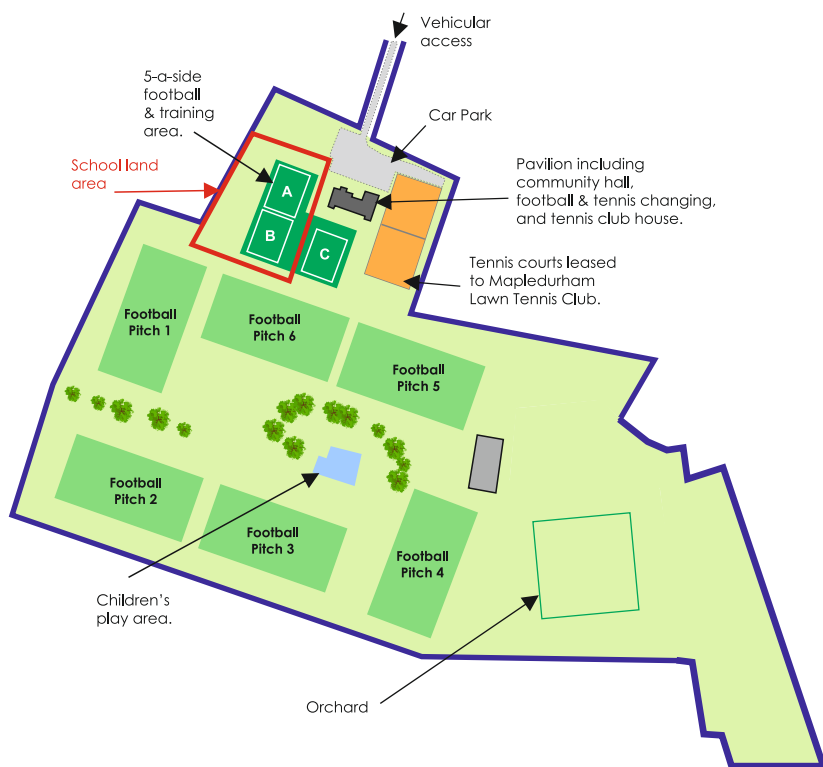 Vehicular
access
5-a-side
football
& training
area.
Car Park
School land
area
Pavilion including
community hall,
football & tennis changing,
and tennis club house.
A
B
C
Tennis courts leased
to Mapledurham
Lawn Tennis Club.
Football
Pitch 1
Football
Pitch 6
Football
Pitch 5
Football
Pitch 2
Football
Pitch 3
Football
Pitch 4
Children's
play area.
Orchard